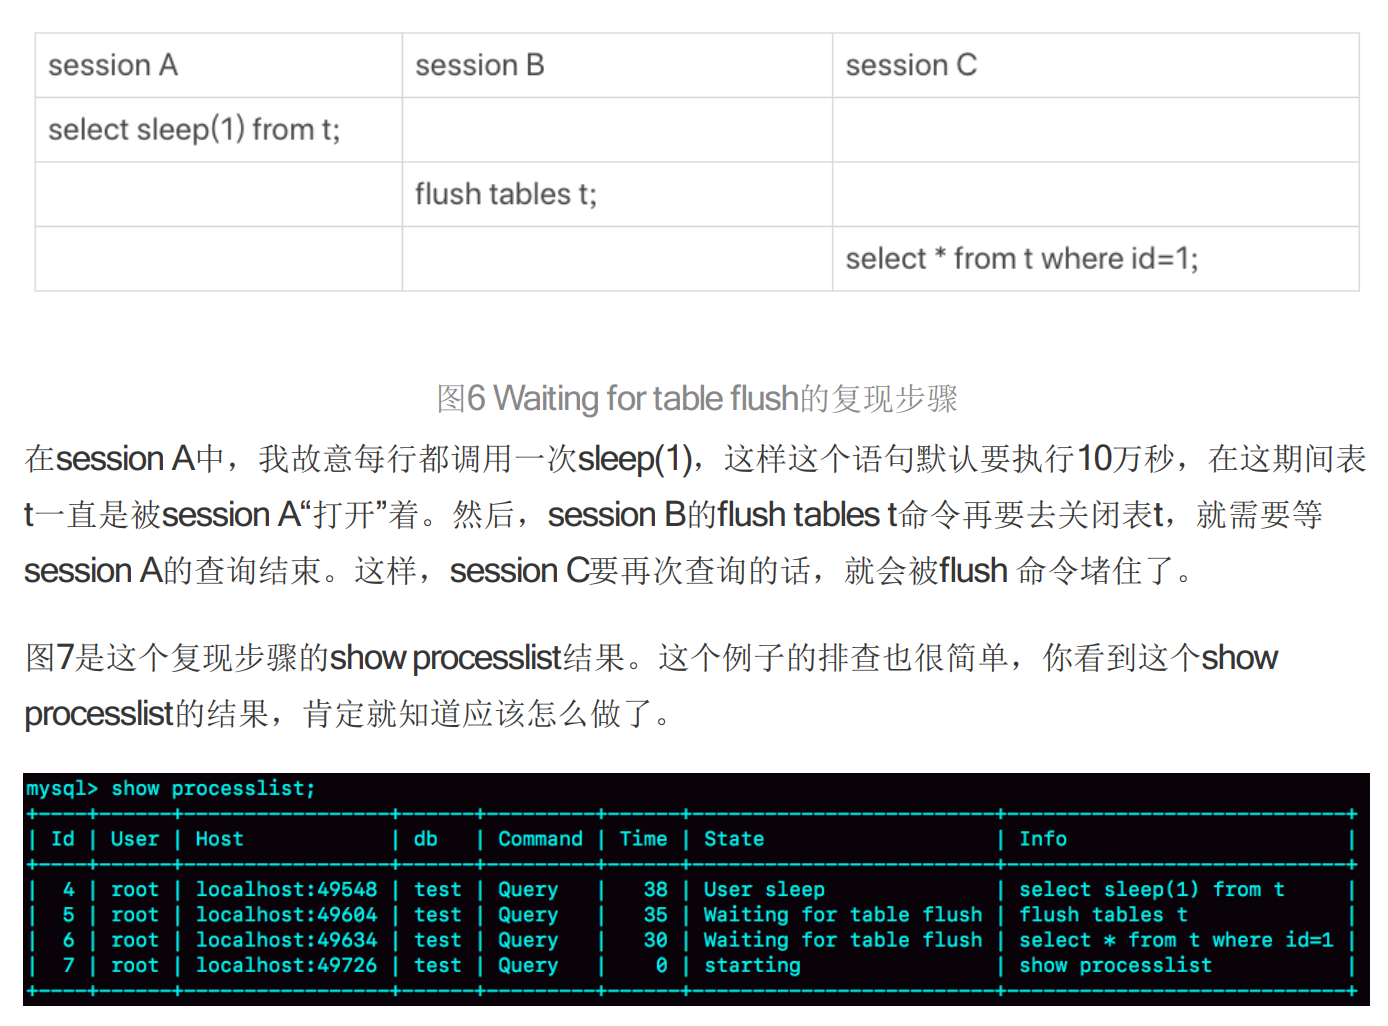 session A session B session C
select sleep(1) from t;
flush tables t;
select * from t where id=1;
图6 Waiting for table flush的复现步骤
在session A中，我故意每行都调用一次sleep(1)，这样这个语句默认要执行10万秒，在这期间表
t一直是被session A“打开”着。然后，session B的flush tables t命令再要去关闭表t，就需要等
session A的查询结束。这样，session C要再次查询的话，就会被flush 命令堵住了。
图7是这个复现步骤的show processlist结果。这个例子的排查也很简单，你看到这个show
processlist的结果，肯定就知道应该怎么做了。
mysql> show processlist;
+----+------+-----------------+------+---------+------+-------------------------+----------------------------+
| Id | User | Host            | db   | Command | Time | State                   | Info                       |
+----+------+-----------------+------+---------+------+-------------------------+----------------------------+
|  4 | root | localhost:49548 | test | Query   |   38 | User sleep              | select sleep(1) from t     |
|  5 | root | localhost:49604 | test | Query   |   35 | Waiting for table flush | flush tables t             |
|  6 | root | localhost:49634 | test | Query   |   30 | Waiting for table flush | select * from t where id=1 |
|  7 | root | localhost:49726 | test | Query   |    0 | starting                | show processlist           |
+----+------+-----------------+------+---------+------+-------------------------+----------------------------+